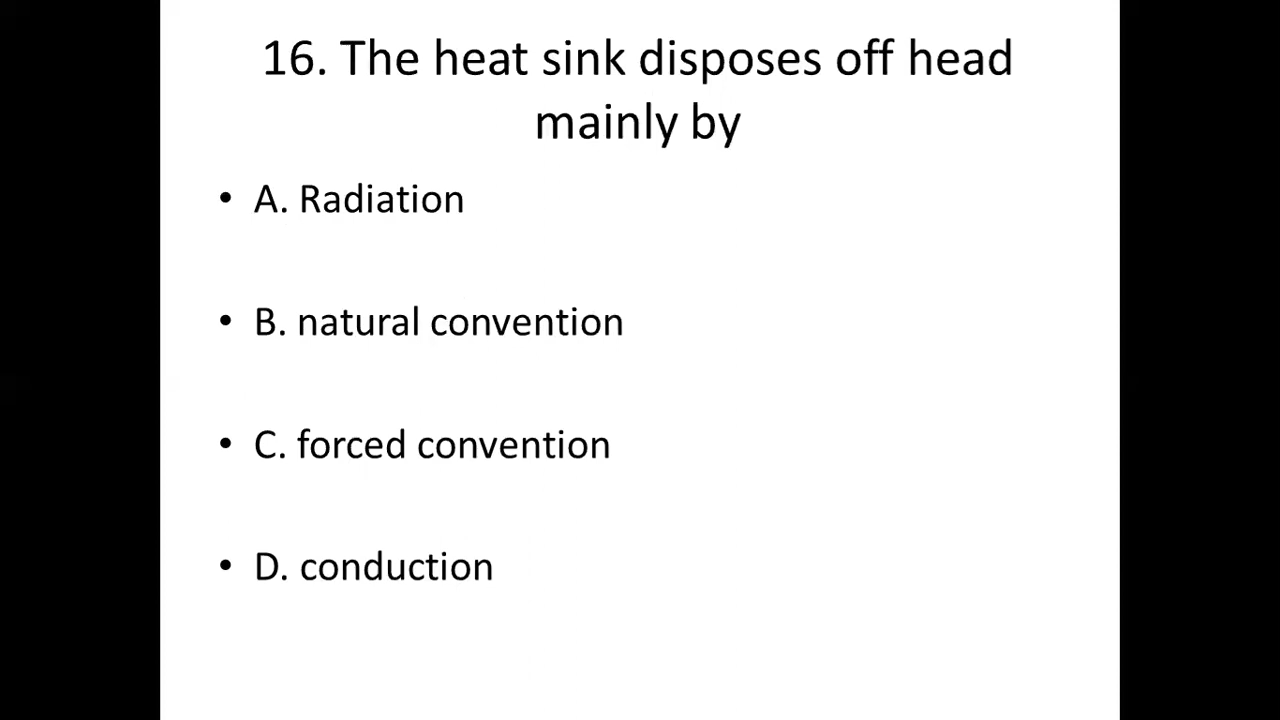 16. The heat sink disposes off head
mainly by
• A. Radiation
• B. natural convention
• C. forced convention
• D. conduction